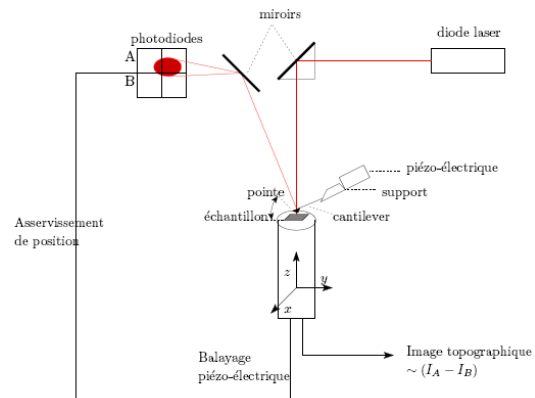 miroirs
photodiodes
diode laser
A
B
piézo-électrique
pointe
support
échantillon
cantilever
Asservissement
de position
z
y
x
Balayage
piézo-électrique
Image topographique
∼ (I_A − I_B)